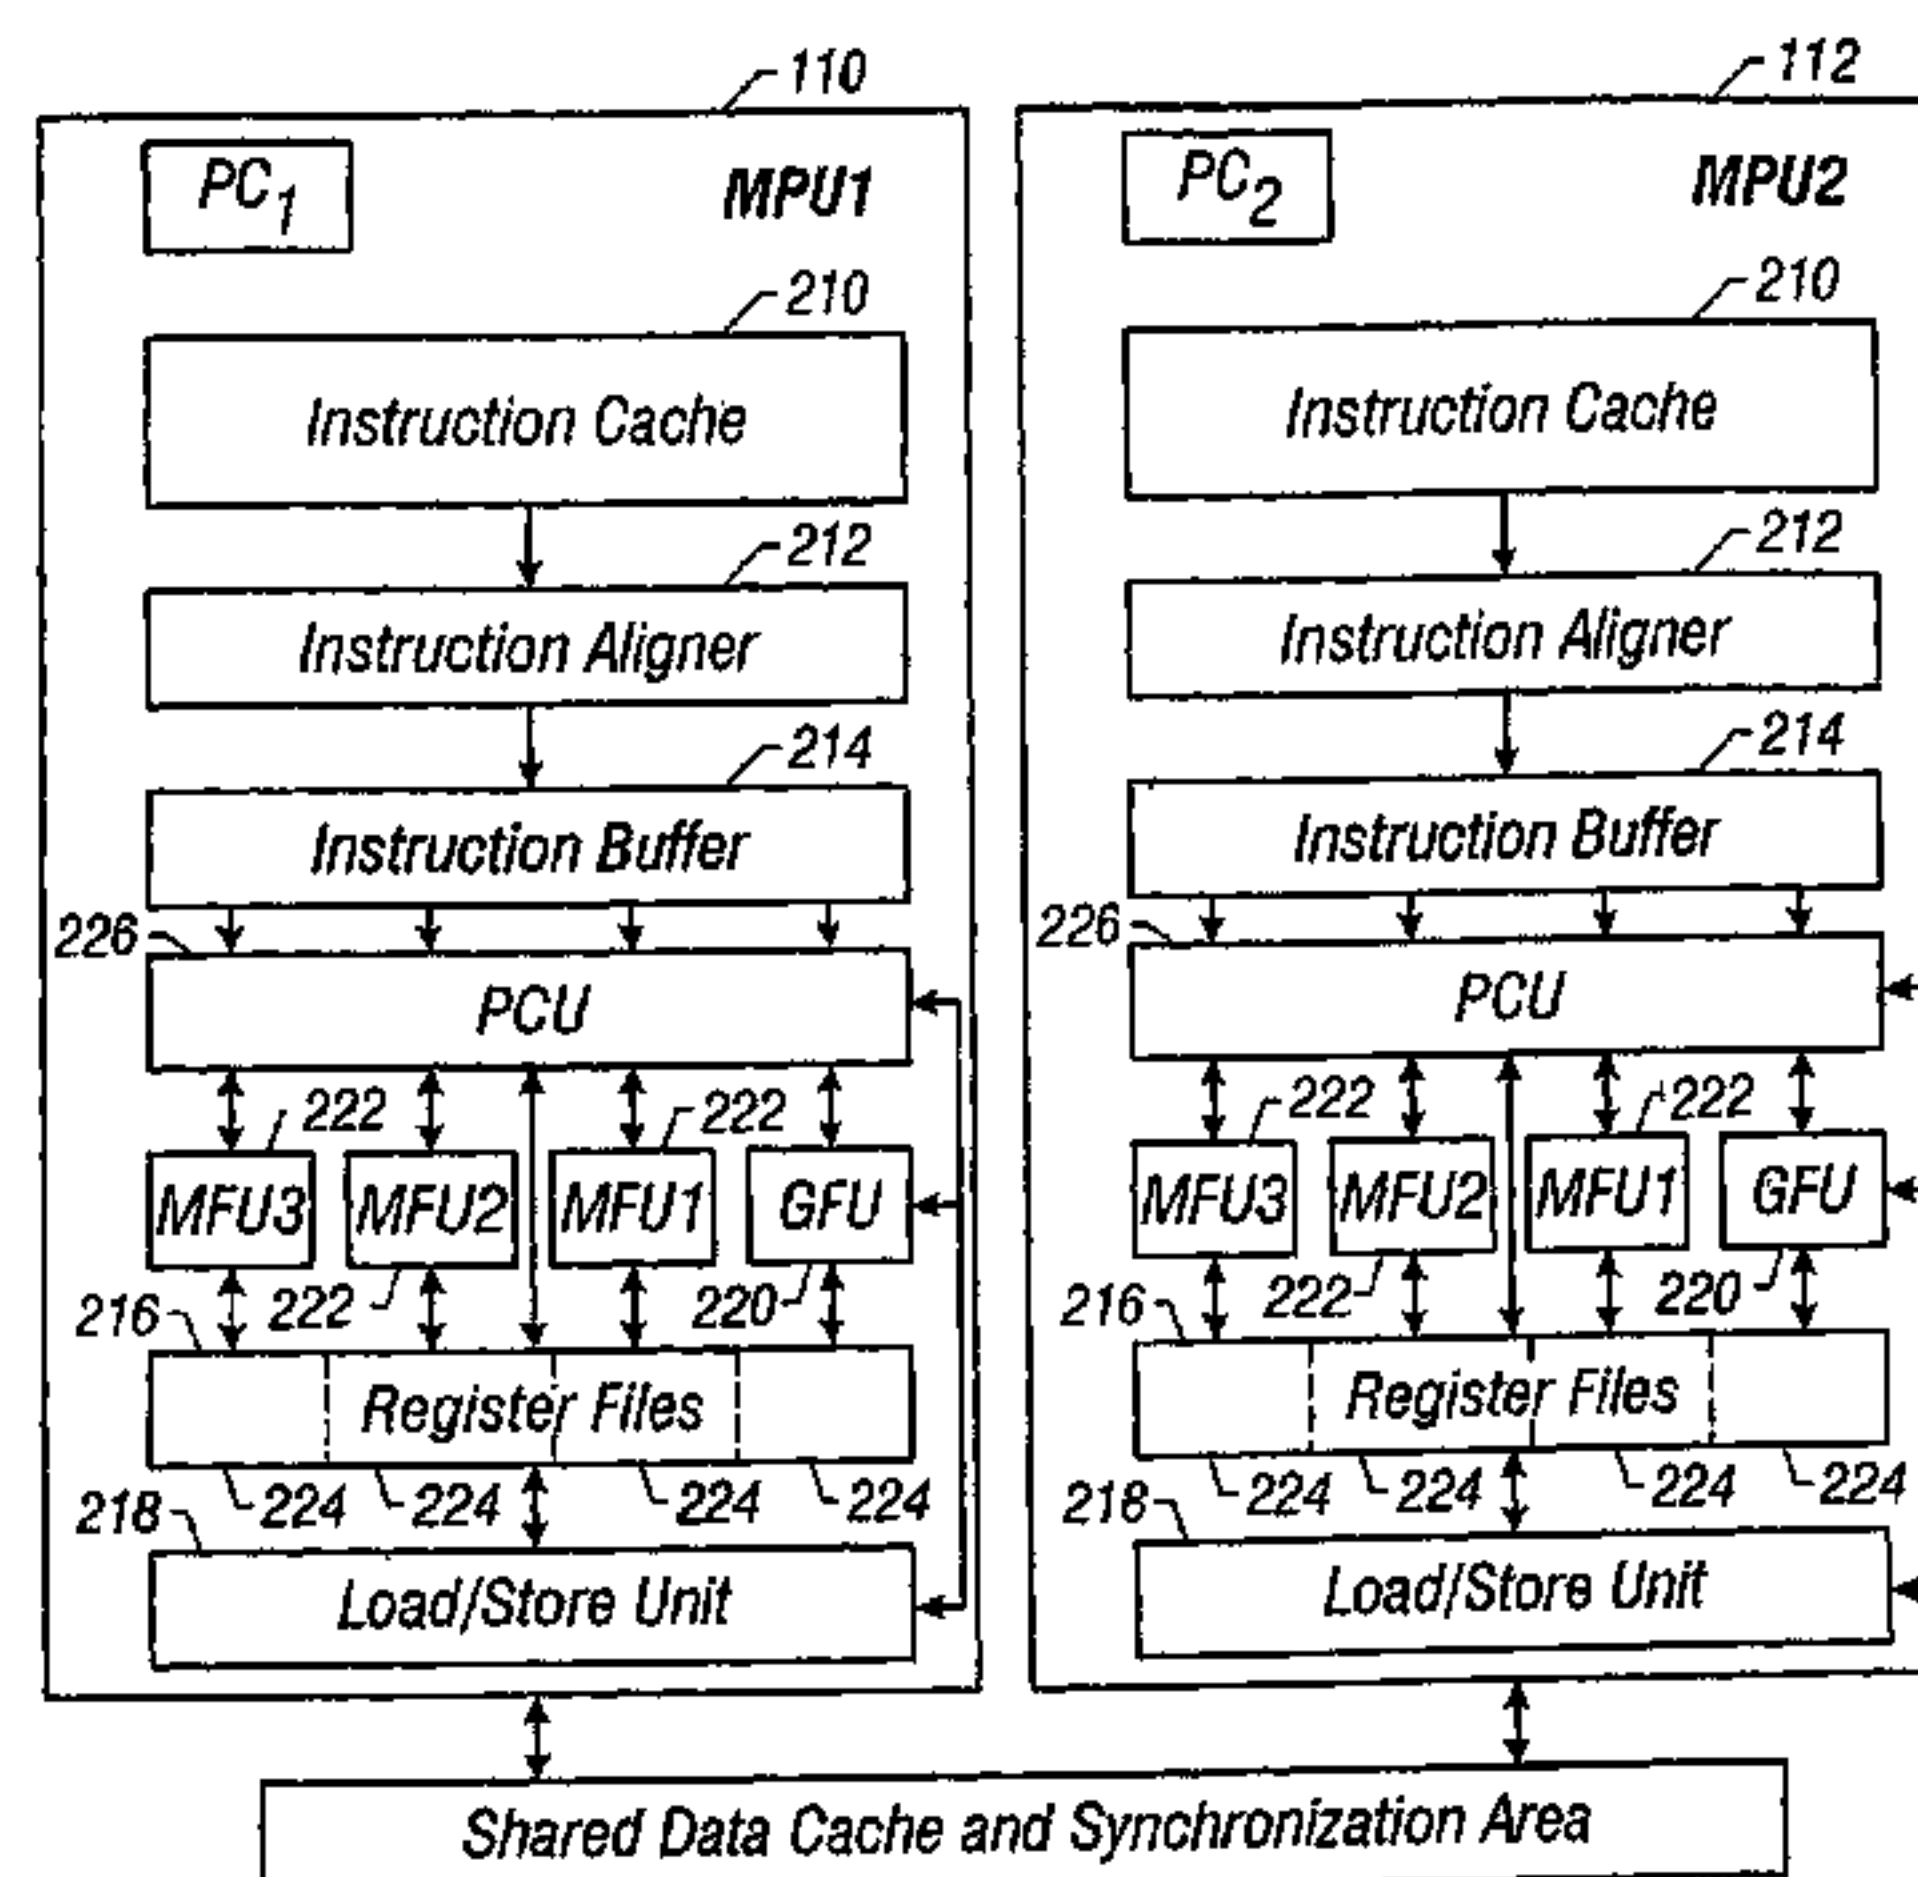 110
PC1
MPU1
210
Instruction Cache
212
Instruction Aligner
214
Instruction Buffer
226
PCU
222
222
MFU3
MFU2
MFU1
GFU
216
222
220
Register Files
224
224
224
224
218
Load/Store Unit
112
PC2
MPU2
210
Instruction Cache
212
Instruction Aligner
214
Instruction Buffer
226
PCU
222
222
MFU3
MFU2
MFU1
GFU
216
222
220
Register Files
224
224
224
224
218
Load/Store Unit
Shared Data Cache and Synchronization Area